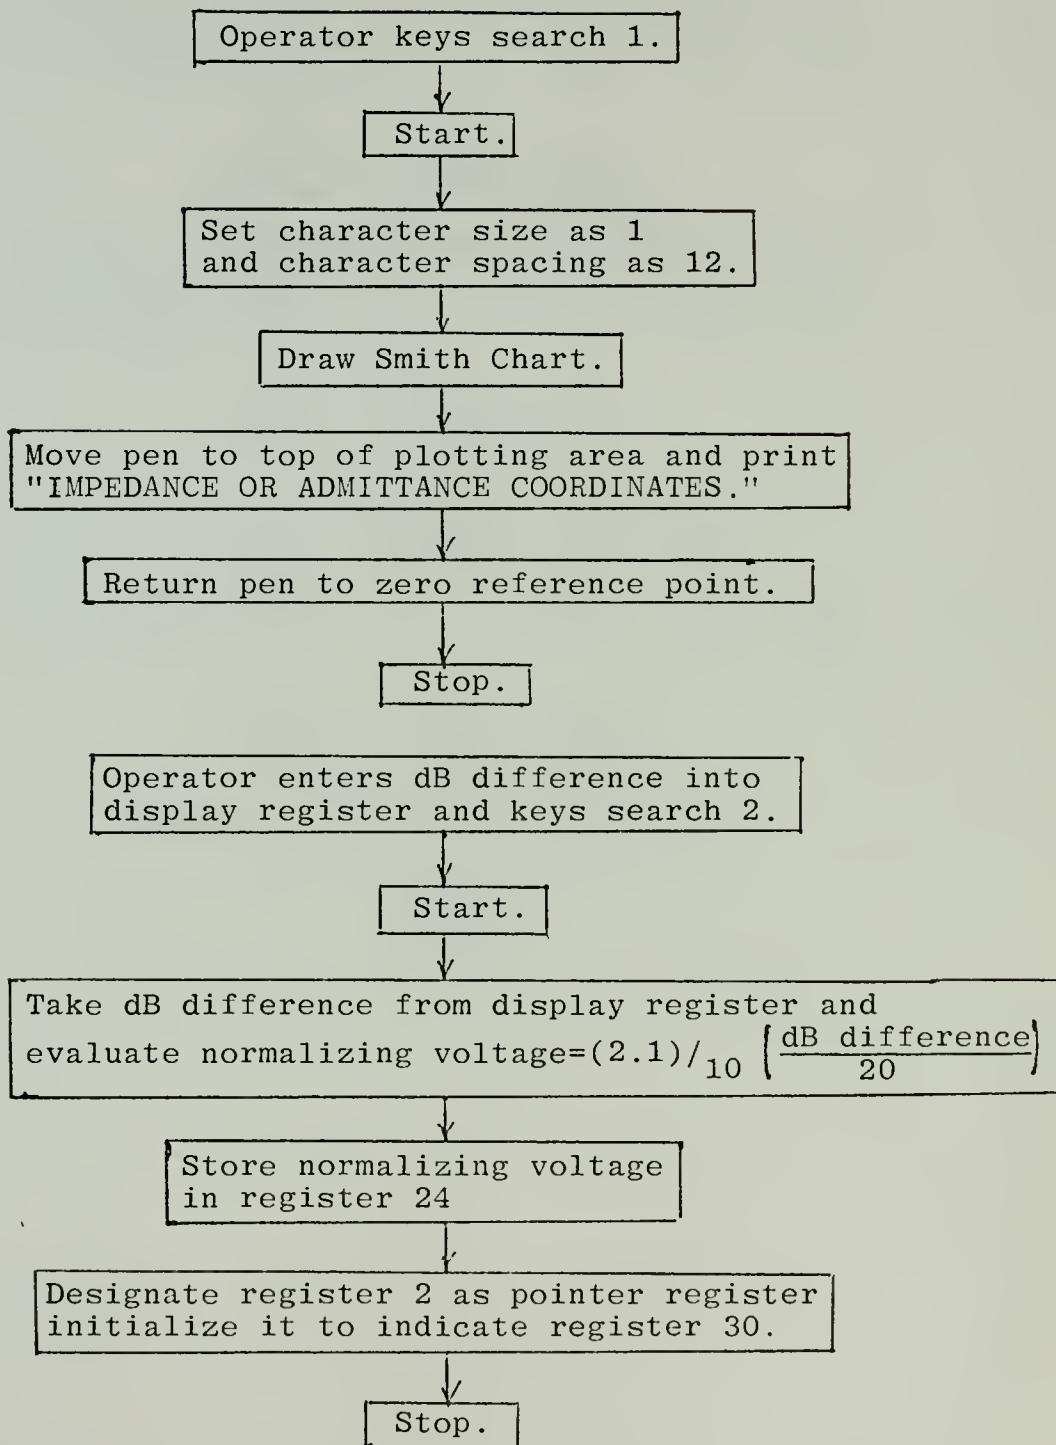 Operator keys search 1.
Start.
Set character size as 1
and character spacing as 12.
Draw Smith Chart.
Move pen to top of plotting area and print
"IMPEDANCE OR ADMITTANCE COORDINATES."
Return pen to zero reference point.
Stop.
Operator enters dB difference into
display register and keys search 2.
Start.
Take dB difference from display register and
evaluate normalizing voltage=(2.1)/10 (dB difference/20)
Store normalizing voltage
in register 24
Designate register 2 as pointer register
initialize it to indicate register 30.
Stop.